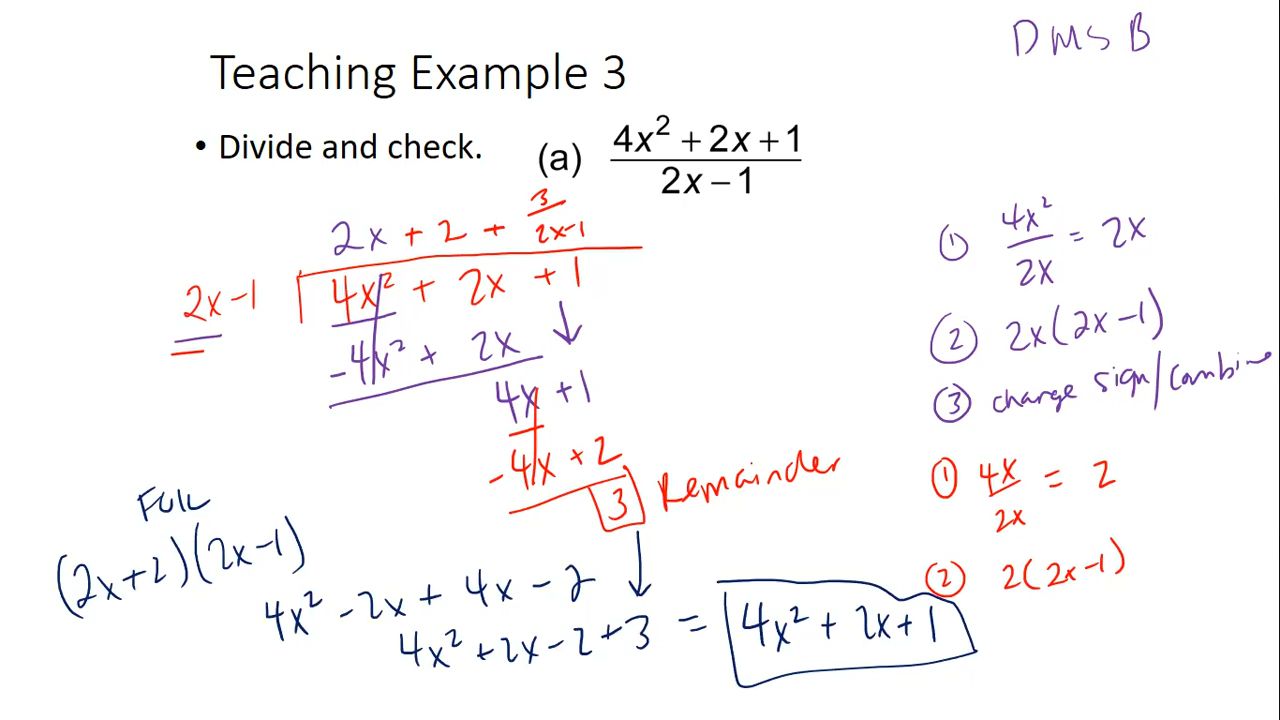 DMSB
Teaching Example 3
• Divide and check. (a) (4x² + 2x + 1)/(2x − 1)
2x + 2 + 3/(2x-1)
2x-1 4x² + 2x + 1
-4x² + 2x
4x +1
-4x + 2
3 Remainder
① 4x²/2x = 2x
② 2x(2x-1)
③ change sign/combine
① 4x/2x = 2
② 2(2x-1)
FOIL
(2x+2)(2x-1)
4x² -2x + 4x - 2
4x² +2x -2 +3 = 4x² + 2x + 1